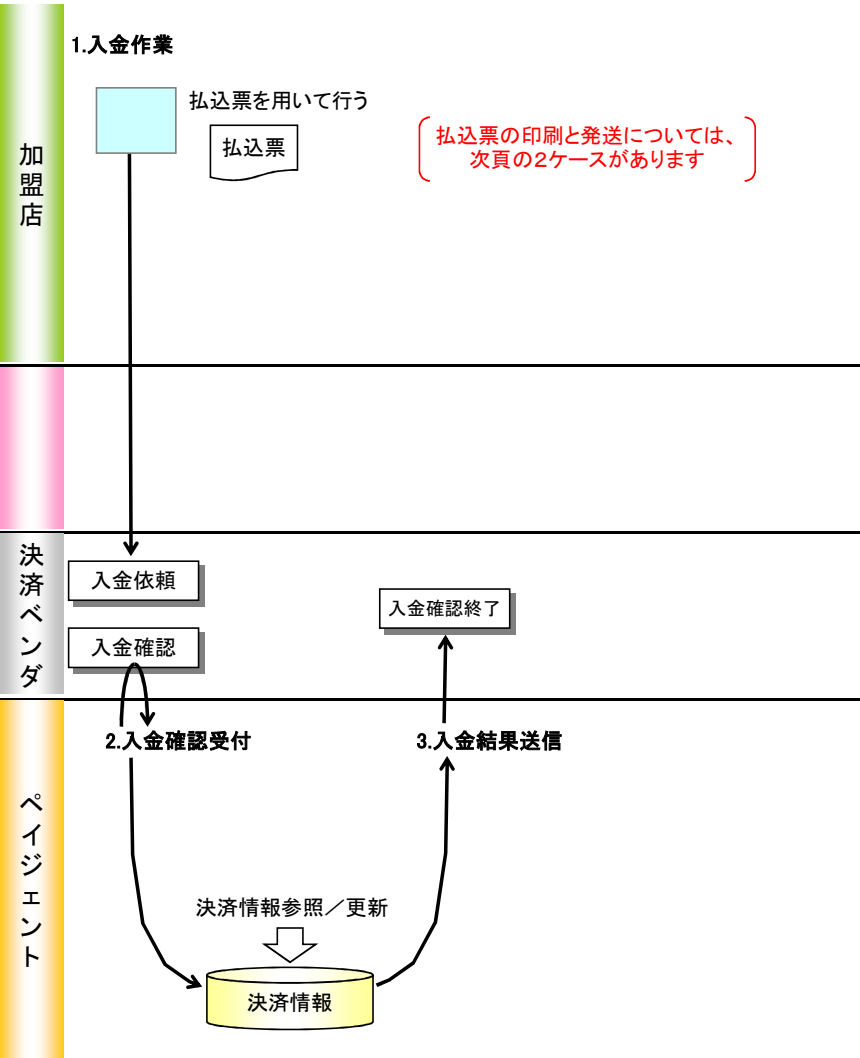 1.入金作業
払込票を用いて行う
払込票
払込票の印刷と発送については、
次頁の2ケースがあります
加盟店
決済ベンダ
入金依頼
入金確認
入金確認終了
2.入金確認受付
3.入金結果送信
ペイジェント
決済情報参照／更新
決済情報